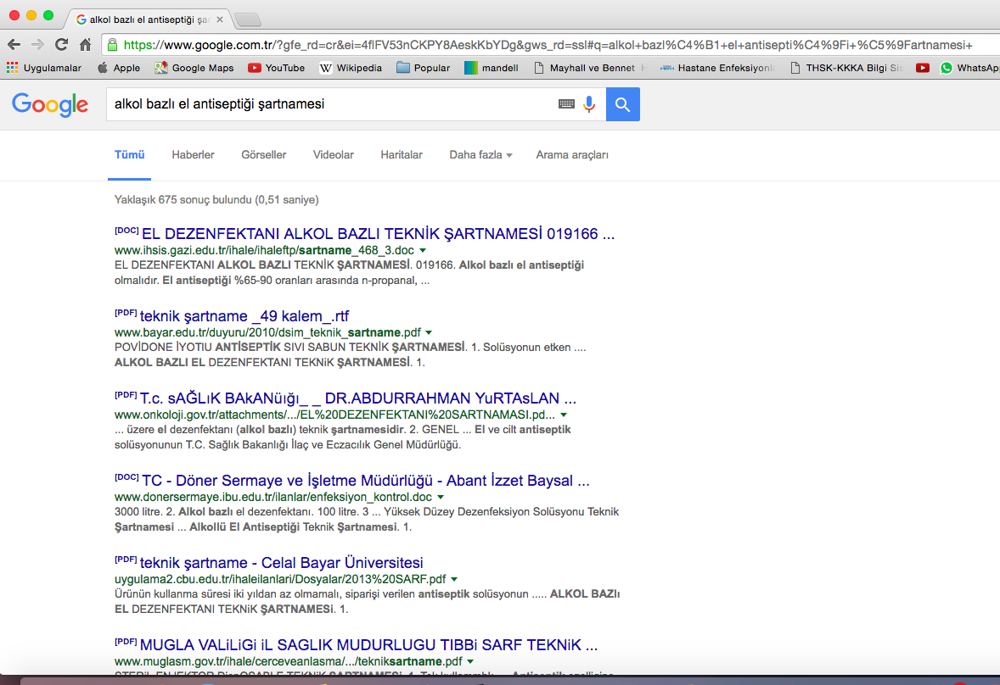 alkol bazlı el antiseptiği şar
https://www.google.com.tr/?gfe_rd=cr&ei=4flFV53nCKPY8AeskKbYDg&gws_rd=ssl#q=alkol+bazl%C4%B1+el+antisepti%C4%9Fi+%C5%9Fartnamesi+
Uygulamalar Apple Google Maps YouTube Wikipedia Popular mandell Mayhall ve Bennet Hastane Enfeksiyonla THSK-KKKA Bilgi Sis WhatsApp
Google alkol bazlı el antiseptiği şartnamesi
Tümü Haberler Görseller Videolar Haritalar Daha fazla Arama araçları
Yaklaşık 675 sonuç bulundu (0,51 saniye)
[DOC] EL DEZENFEKTANI ALKOL BAZLI TEKNİK ŞARTNAMESİ 019166 ...
www.ihsis.gazi.edu.tr/ihale/ihaleftp/sartname_468_3.doc
EL DEZENFEKTANI ALKOL BAZLI TEKNİK ŞARTNAMESİ. 019166. Alkol bazlı el antiseptiği
olmalıdır. El antiseptiği %65-90 oranları arasında n-propanal, ...
[PDF] teknik şartname _49 kalem_.rtf
www.bayar.edu.tr/duyuru/2010/dsim_teknik_sartname.pdf
POVİDONE İYOTIU ANTİSEPTİK SIVI SABUN TEKNİK ŞARTNAMESİ. 1. Solüsyonun etken ....
ALKOL BAZLI EL DEZENFEKTANI TEKNiK ŞARTNAMESİ. 1.
[PDF] T.c. sAĞLıK BAkANüığı_ _ DR.ABDURRAHMAN YuRTAsLAN ...
www.onkoloji.gov.tr/attachments/.../EL%20DEZENFEKTANI%20SARTNAMASI.pd...
... üzere el dezenfektanı (alkol bazlı) teknik şartnamesidir. 2. GENEL ... El ve cilt antiseptik
solüsyonunun T.C. Sağlık Bakanlığı İlaç ve Eczacılık Genel Müdürlüğü.
[DOC] TC - Döner Sermaye ve İşletme Müdürlüğü - Abant İzzet Baysal ...
www.donersermaye.ibu.edu.tr/ilanlar/enfeksiyon_kontrol.doc
3000 litre. 2. Alkol bazlı el dezenfektanı. 100 litre. 3 ... Yüksek Düzey Dezenfeksiyon Solüsyonu Teknik
Şartnamesi ... Alkollü El Antiseptiği Teknik Şartnamesi. 1.
[PDF] teknik şartname - Celal Bayar Üniversitesi
uygulama2.cbu.edu.tr/ihaleilanlari/Dosyalar/2013%20SARF.pdf
Ürünün kullanma süresi iki yıldan az olmamalı, siparişi verilen antiseptik solüsyonun ..... ALKOL BAZLı
EL DEZENFEKTANI TEKNiK ŞARTNAMESi. 1.
[PDF] MUGLA VALiLiGi iL SAGLIK MUDURLUGU TIBBi SARF TEKNiK ...
www.muglasm.gov.tr/ihale/cerceveanlasma/.../tekniksartname.pdf